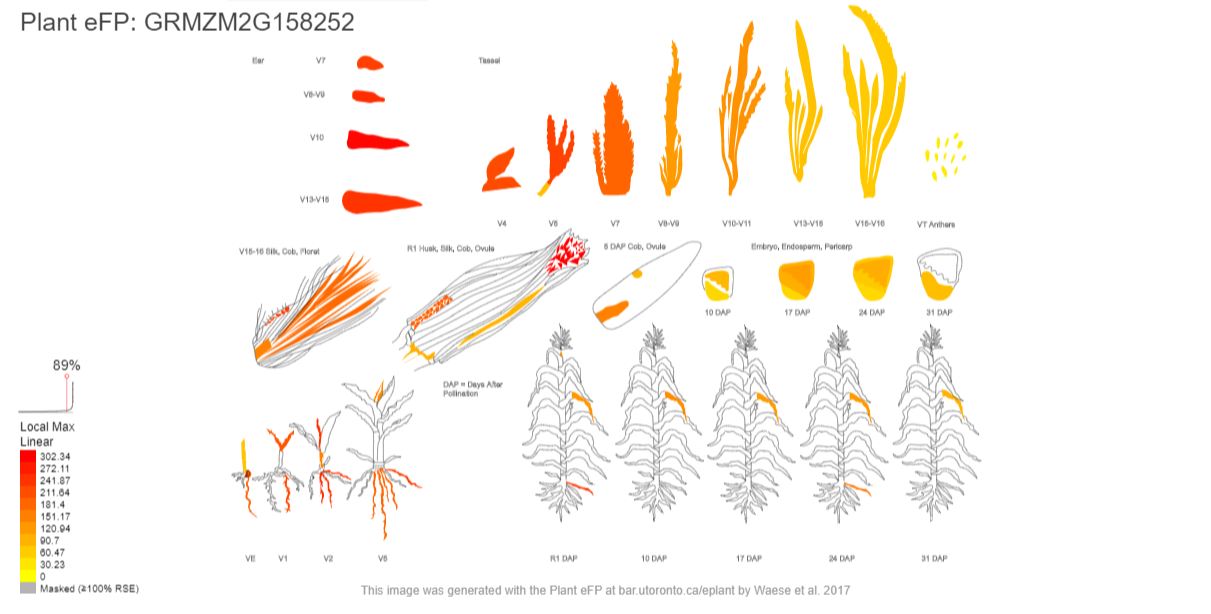 Plant eFP: GRMZM2G158252
Ear
V7
Tassel
V8-V9
V10
V13-V15
V4
V6
V7
V8-V9
V10-V11
V13-V15
V15-V16
VT Anthers
V15-16 Silk, Cob, Floret
R1 Husk, Silk, Cob, Ovule
5 DAP Cob, Ovule
Embryo, Endosperm, Pericarp
10 DAP
17 DAP
24 DAP
31 DAP
89%
DAP = Days After
Pollination
Local Max
Linear
302.34
272.11
241.87
211.64
181.4
151.17
120.94
90.7
60.47
30.23
0
Masked (≥100% RSE)
VE
V1
V2
V5
R1 DAP
10 DAP
17 DAP
24 DAP
31 DAP
This image was generated with the Plant eFP at bar.utoronto.ca/eplant by Waese et al. 2017